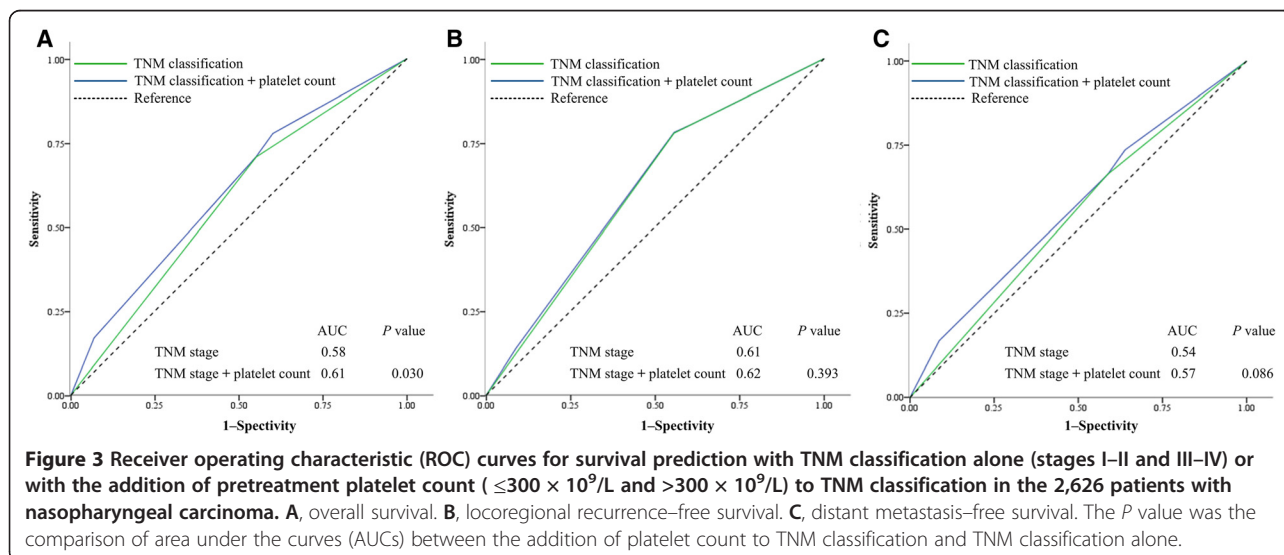 A
TNM classification
TNM classification + platelet count
Reference
1.00
0.75
0.50
0.25
0.00
Sensitivity
AUC P value
TNM stage 0.58
TNM stage + platelet count 0.61 0.030
0.00 0.25 0.50 0.75 1.00
1–Spectivity
B
TNM classification
TNM classification + platelet count
Reference
1.00
0.75
0.50
0.25
0.00
Sensitivity
AUC P value
TNM stage 0.61
TNM stage + platelet count 0.62 0.393
0.00 0.25 0.50 0.75 1.00
1–Spectivity
C
TNM classification
TNM classification + platelet count
Reference
1.00
0.75
0.50
0.25
0.00
Sensitivity
AUC P value
TNM stage 0.54
TNM stage + platelet count 0.57 0.086
0.00 0.25 0.50 0.75 1.00
1–Spectivity
Figure 3 Receiver operating characteristic (ROC) curves for survival prediction with TNM classification alone (stages I–II and III–IV) or
with the addition of pretreatment platelet count ( ≤300 × 10⁹/L and >300 × 10⁹/L) to TNM classification in the 2,626 patients with
nasopharyngeal carcinoma. A, overall survival. B, locoregional recurrence–free survival. C, distant metastasis–free survival. The P value was the
comparison of area under the curves (AUCs) between the addition of platelet count to TNM classification and TNM classification alone.